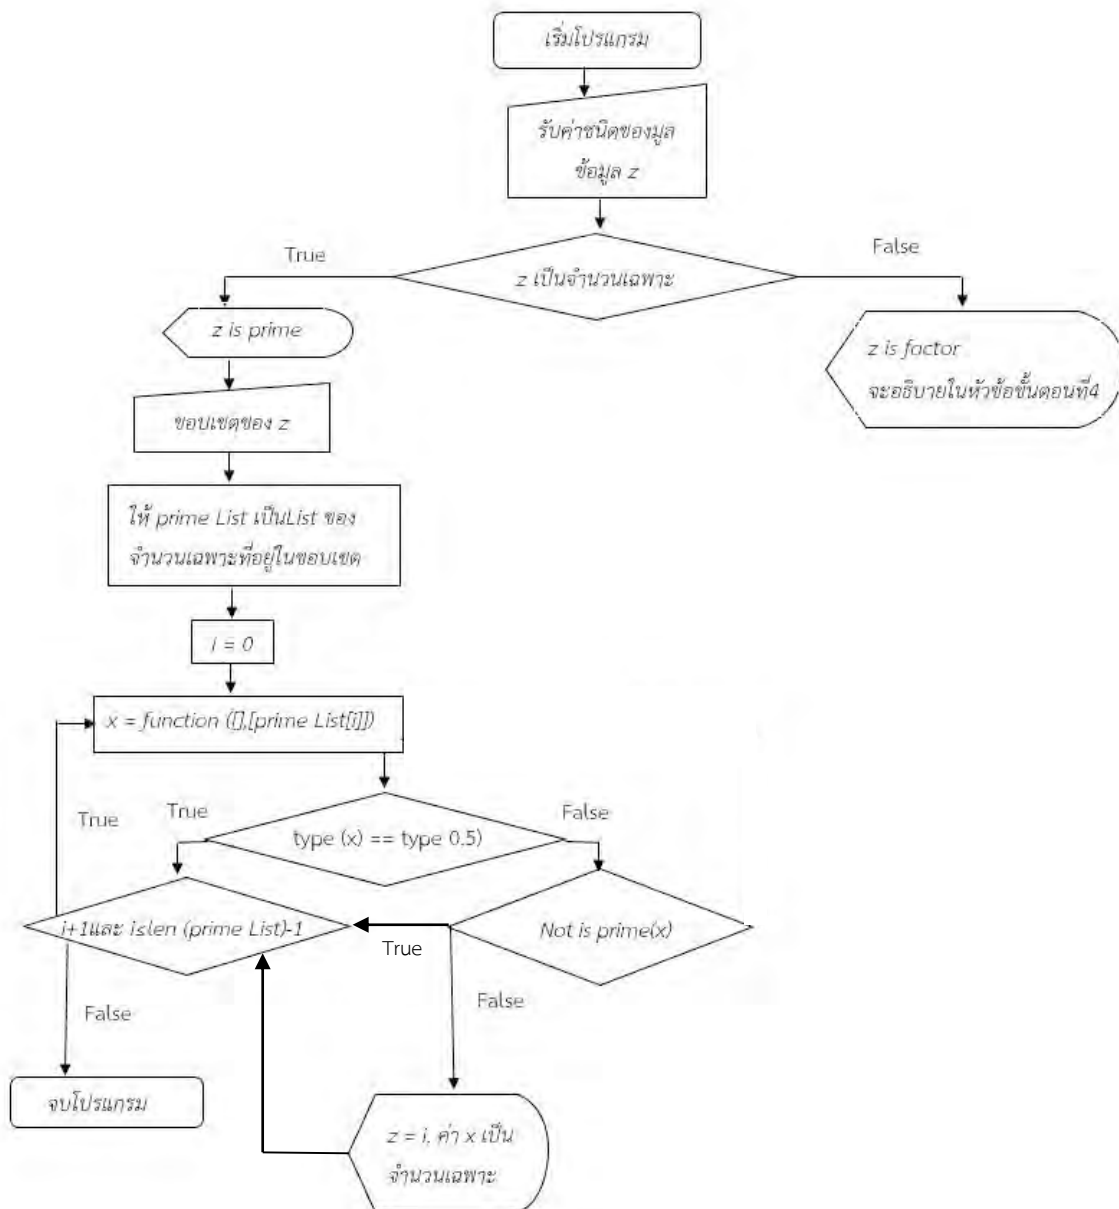 เริ่มโปรแกรม
รับค่าชนิดของมูล
ข้อมูล z
True
False
z เป็นจำนวนเฉพาะ
z is prime
z is factor
จะอธิบายในหัวข้อขั้นตอนที่4
ขอบเขตของ z
ให้ prime List เป็นList ของ
จำนวนเฉพาะที่อยู่ในขอบเขต
i = 0
x = function ([],[prime List[i]])
True
True
False
type (x) == type 0.5)
i+1และ i≤len (prime List)-1
True
Not is prime(x)
False
False
จบโปรแกรม
z = i, ค่า x เป็น
จำนวนเฉพาะ